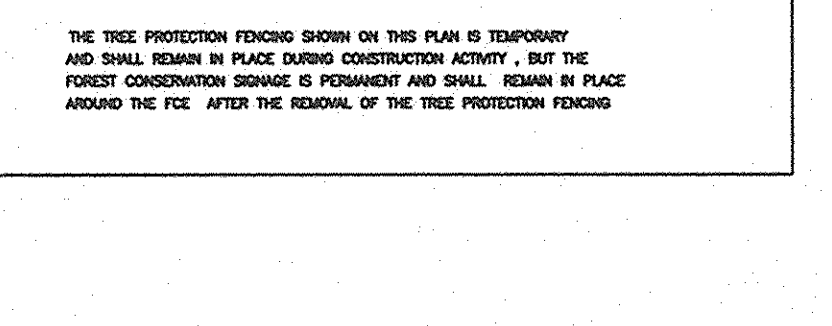 THE TREE PROTECTION FENCING SHOWN ON THIS PLAN IS TEMPORARY
AND SHALL REMAIN IN PLACE DURING CONSTRUCTION ACTIVITY , BUT THE
FOREST CONSERVATION SIGNAGE IS PERMANENT AND SHALL REMAIN IN PLACE
AROUND THE FCE AFTER THE REMOVAL OF THE TREE PROTECTION FENCING